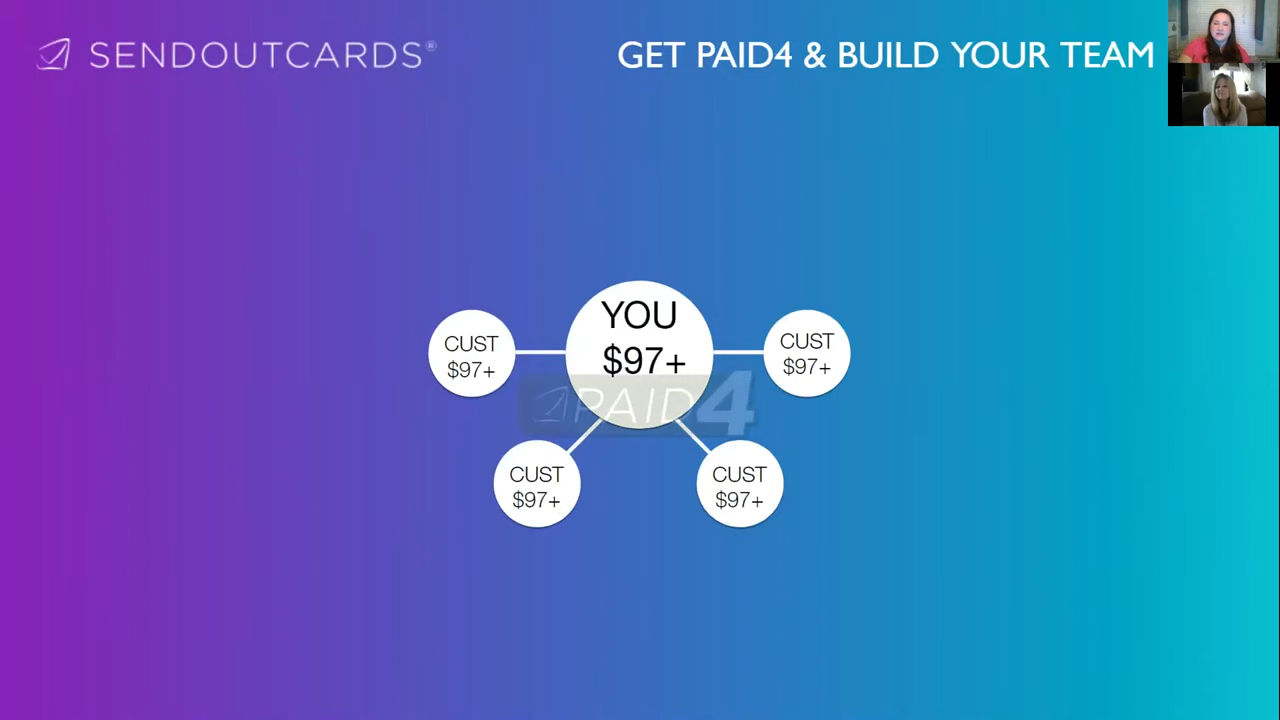 SENDOUTCARDS®
GET PAID4 & BUILD YOUR TEAM
YOU
$97+
CUST
$97+
CUST
$97+
PAID4
CUST
$97+
CUST
$97+